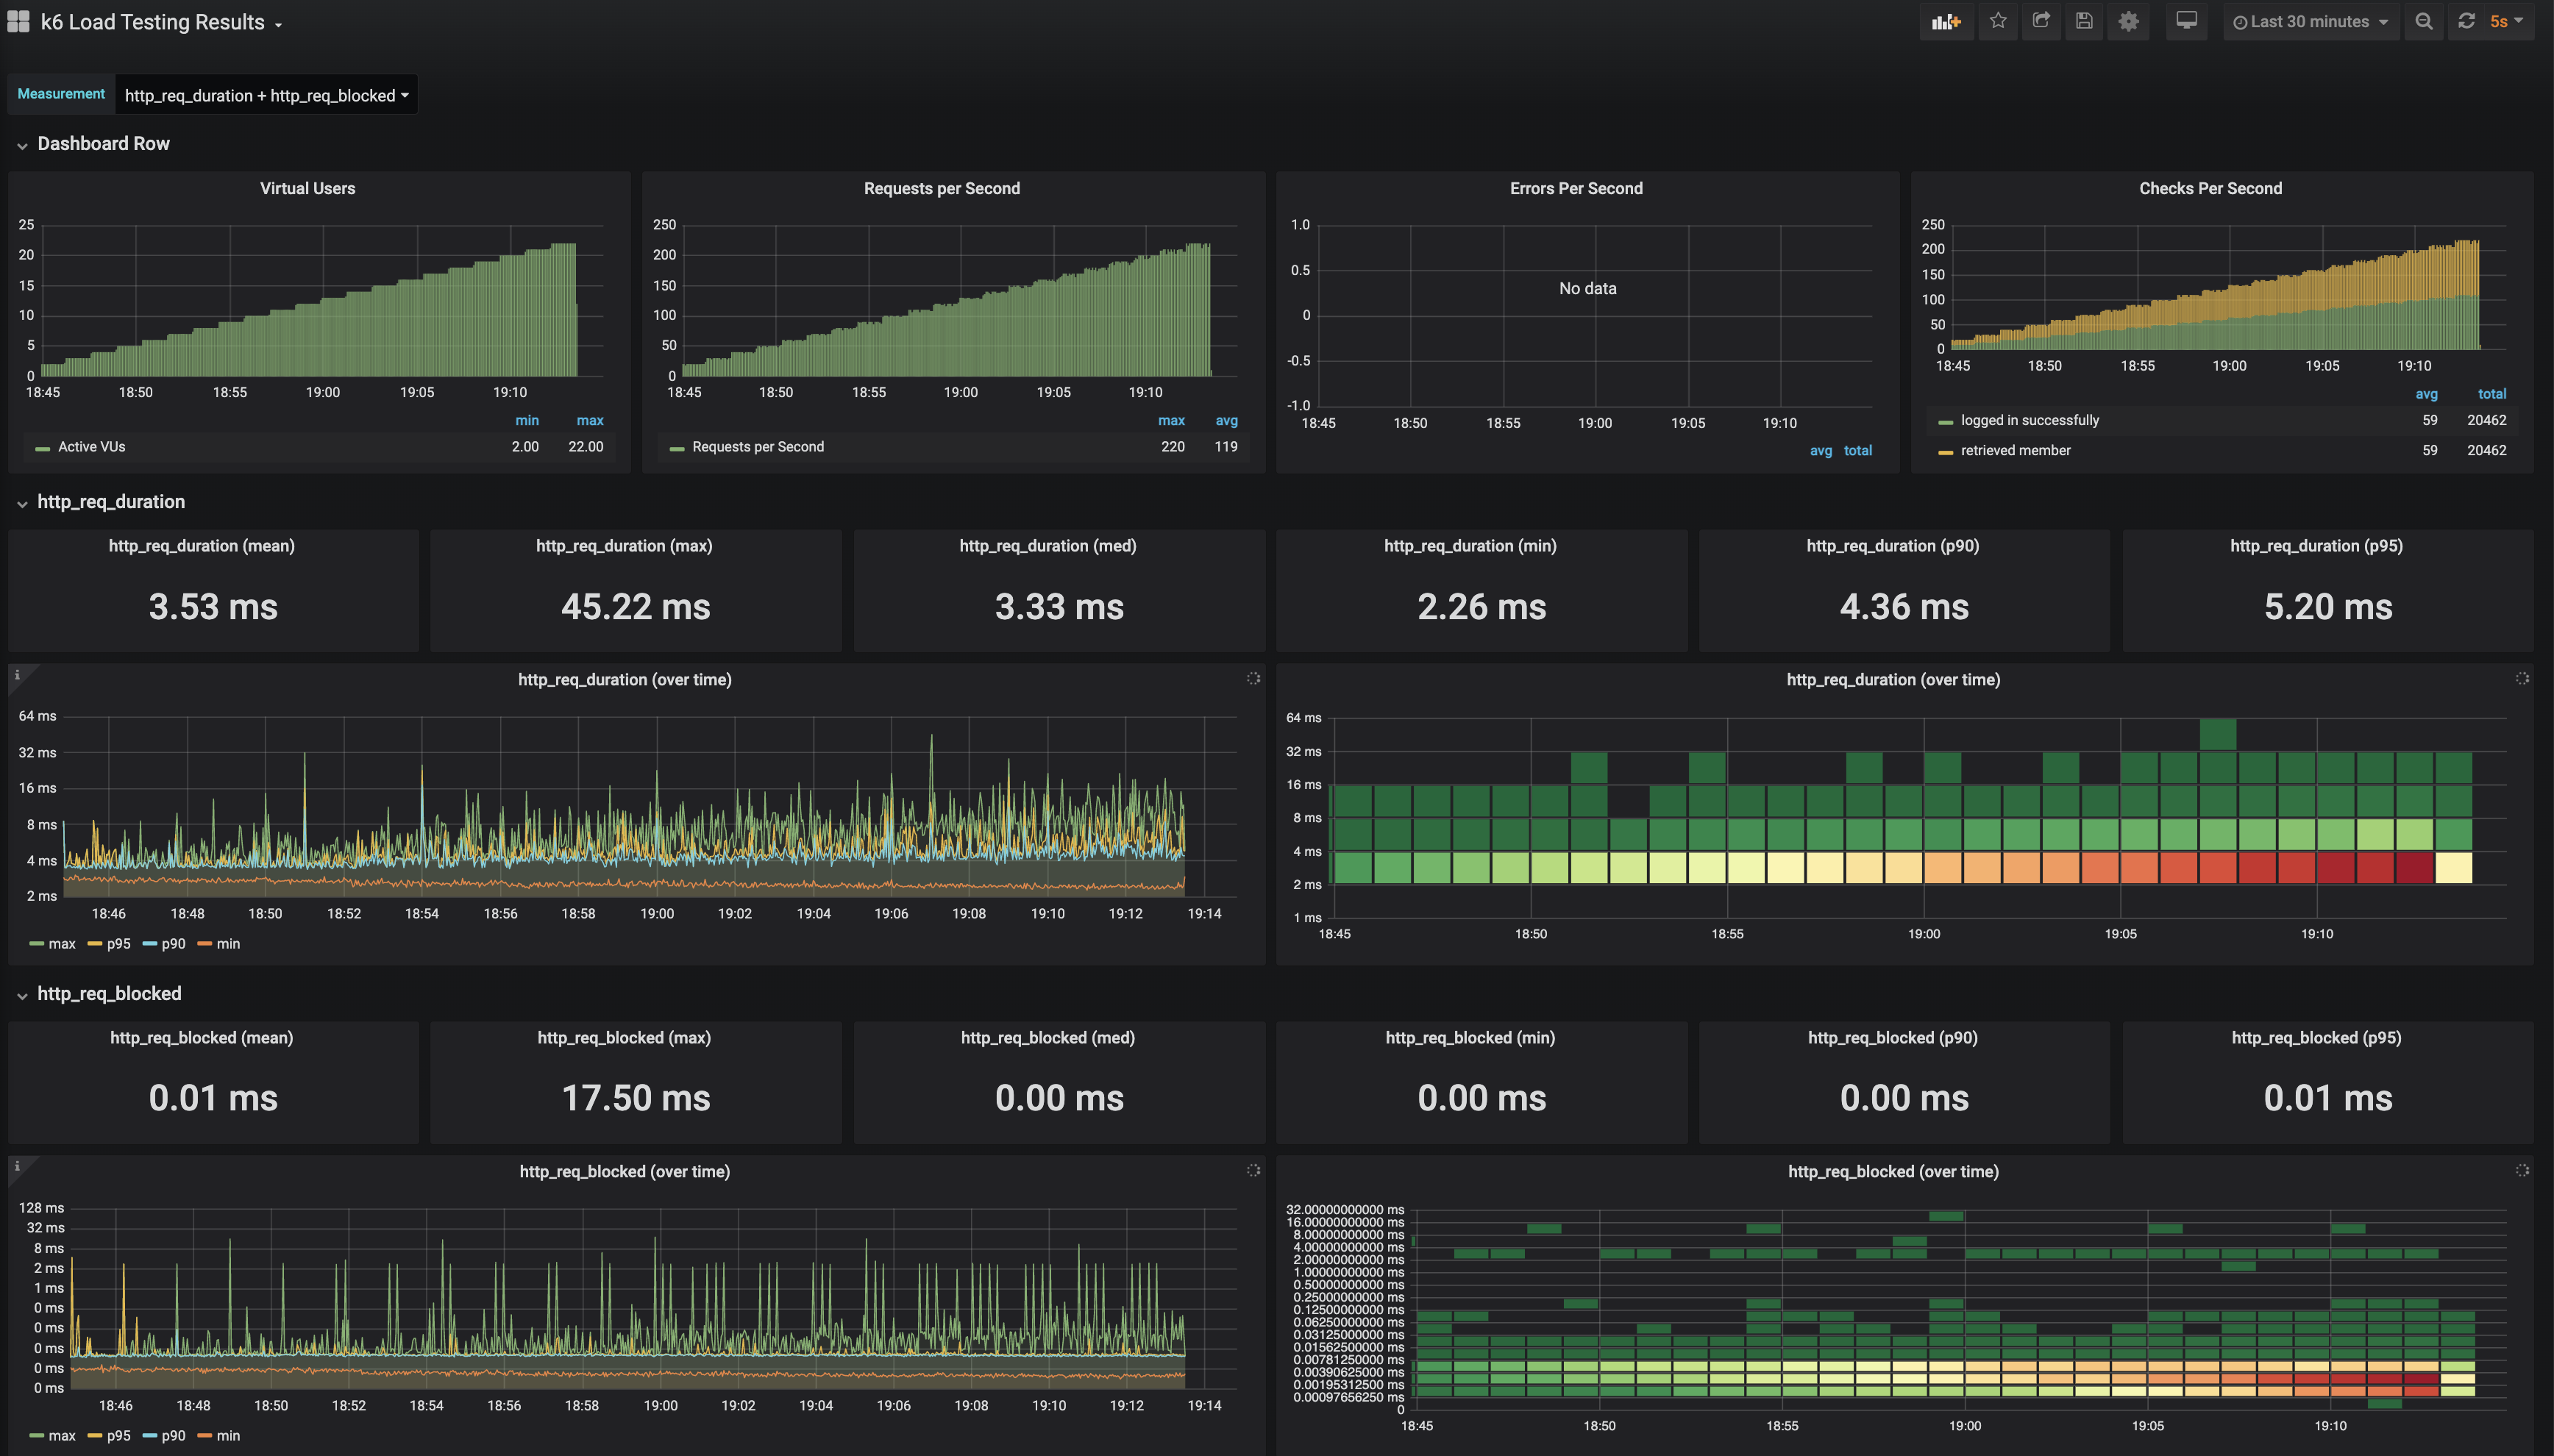 k6 Load Testing Results
Last 30 minutes
5s
Measurement
http_req_duration + http_req_blocked
Dashboard Row
Virtual Users
25
20
15
10
5
0
18:45 18:50 18:55 19:00 19:05 19:10
min max
Active VUs 2.00 22.00
Requests per Second
250
200
150
100
50
0
18:45 18:50 18:55 19:00 19:05 19:10
max avg
Requests per Second 220 119
Errors Per Second
1.0
0.5
0
-0.5
-1.0
No data
18:45 18:50 18:55 19:00 19:05 19:10
avg total
Checks Per Second
250
200
150
100
50
0
18:45 18:50 18:55 19:00 19:05 19:10
avg total
logged in successfully 59 20462
retrieved member 59 20462
http_req_duration
http_req_duration (mean)
3.53 ms
http_req_duration (max)
45.22 ms
http_req_duration (med)
3.33 ms
http_req_duration (min)
2.26 ms
http_req_duration (p90)
4.36 ms
http_req_duration (p95)
5.20 ms
i
http_req_duration (over time)
64 ms
32 ms
16 ms
8 ms
4 ms
2 ms
18:46 18:48 18:50 18:52 18:54 18:56 18:58 19:00 19:02 19:04 19:06 19:08 19:10 19:12 19:14
max p95 p90 min
http_req_duration (over time)
64 ms
32 ms
16 ms
8 ms
4 ms
2 ms
1 ms
18:45 18:50 18:55 19:00 19:05 19:10
http_req_blocked
http_req_blocked (mean)
0.01 ms
http_req_blocked (max)
17.50 ms
http_req_blocked (med)
0.00 ms
http_req_blocked (min)
0.00 ms
http_req_blocked (p90)
0.00 ms
http_req_blocked (p95)
0.01 ms
i
http_req_blocked (over time)
128 ms
32 ms
8 ms
2 ms
1 ms
0 ms
0 ms
0 ms
0 ms
0 ms
18:46 18:48 18:50 18:52 18:54 18:56 18:58 19:00 19:02 19:04 19:06 19:08 19:10 19:12 19:14
max p95 p90 min
http_req_blocked (over time)
32.00000000000 ms
16.00000000000 ms
8.00000000000 ms
4.00000000000 ms
2.00000000000 ms
1.00000000000 ms
0.50000000000 ms
0.25000000000 ms
0.12500000000 ms
0.06250000000 ms
0.03125000000 ms
0.01562500000 ms
0.00781250000 ms
0.00390625000 ms
0.00195312500 ms
0.00097656250 ms
0
18:45 18:50 18:55 19:00 19:05 19:10